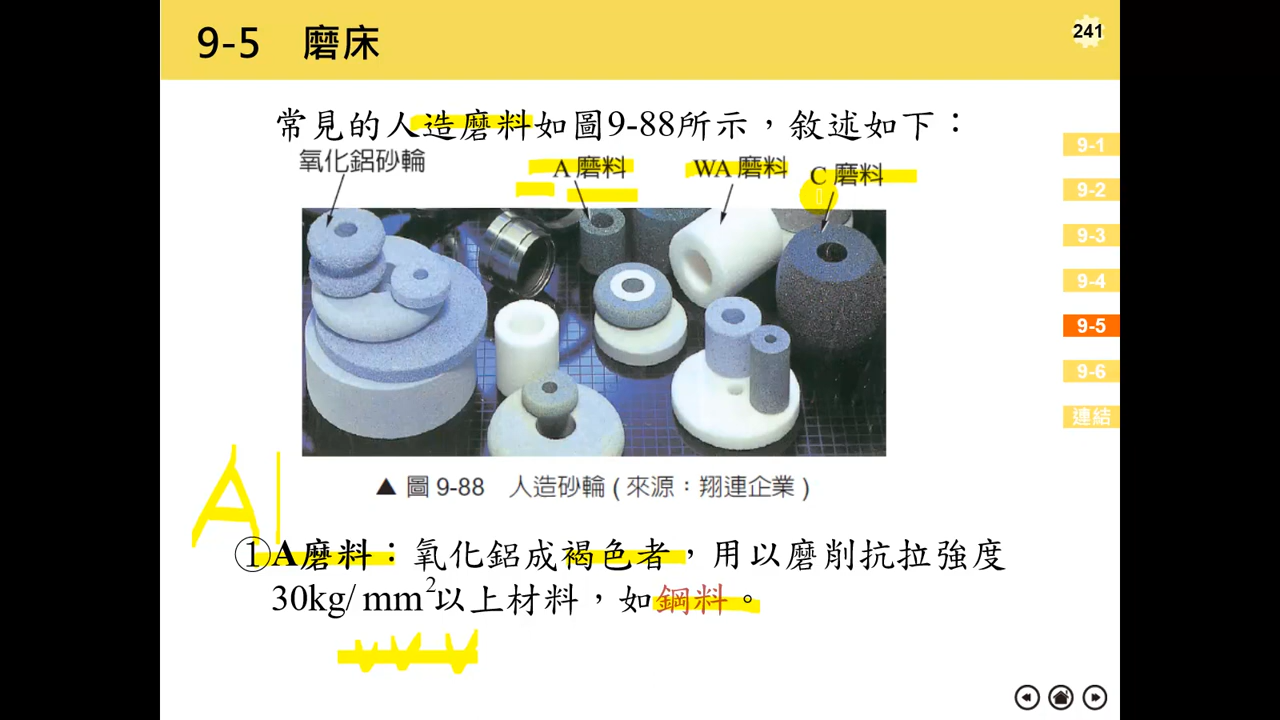 9-5 磨床
241
常見的人造磨料如圖9-88所示，敘述如下：
氧化鋁砂輪
A 磨料
WA 磨料
C 磨料
9-1
9-2
9-3
9-4
9-5
9-6
連結
▲ 圖 9-88 人造砂輪 ( 來源：翔連企業 )
A
①A磨料：氧化鋁成褐色者，用以磨削抗拉強度
30kg/mm²以上材料，如鋼料。